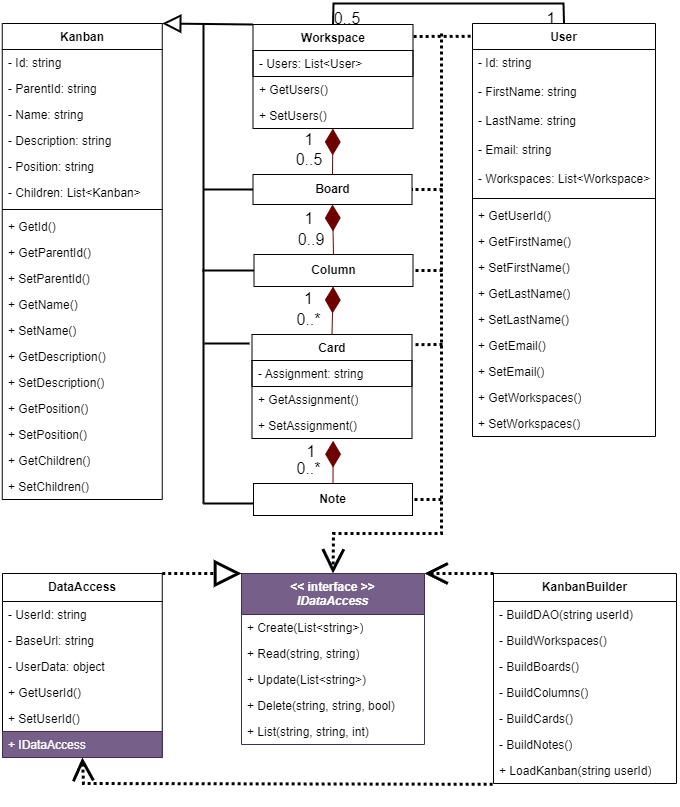 0..5
1
Kanban
- Id: string
- ParentId: string
- Name: string
- Description: string
- Position: string
- Children: List<Kanban>
+ GetId()
+ GetParentId()
+ SetParentId()
+ GetName()
+ SetName()
+ GetDescription()
+ SetDescription()
+ GetPosition()
+ SetPosition()
+ GetChildren()
+ SetChildren()
Workspace
- Users: List<User>
+ GetUsers()
+ SetUsers()
1
0..5
Board
1
0..9
Column
1
0..*
Card
- Assignment: string
+ GetAssignment()
+ SetAssignment()
1
0..*
Note
User
- Id: string
- FirstName: string
- LastName: string
- Email: string
- Workspaces: List<Workspace>
+ GetUserId()
+ GetFirstName()
+ SetFirstName()
+ GetLastName()
+ SetLastName()
+ GetEmail()
+ SetEmail()
+ GetWorkspaces()
+ SetWorkspaces()
DataAccess
- UserId: string
- BaseUrl: string
- UserData: object
+ GetUserId()
+ SetUserId()
+ IDataAccess
<< interface >>
IDataAccess
+ Create(List<string>)
+ Read(string, string)
+ Update(List<string>)
+ Delete(string, string, bool)
+ List(string, string, int)
KanbanBuilder
- BuildDAO(string userId)
- BuildWorkspaces()
- BuildBoards()
- BuildColumns()
- BuildCards()
- BuildNotes()
+ LoadKanban(string userId)